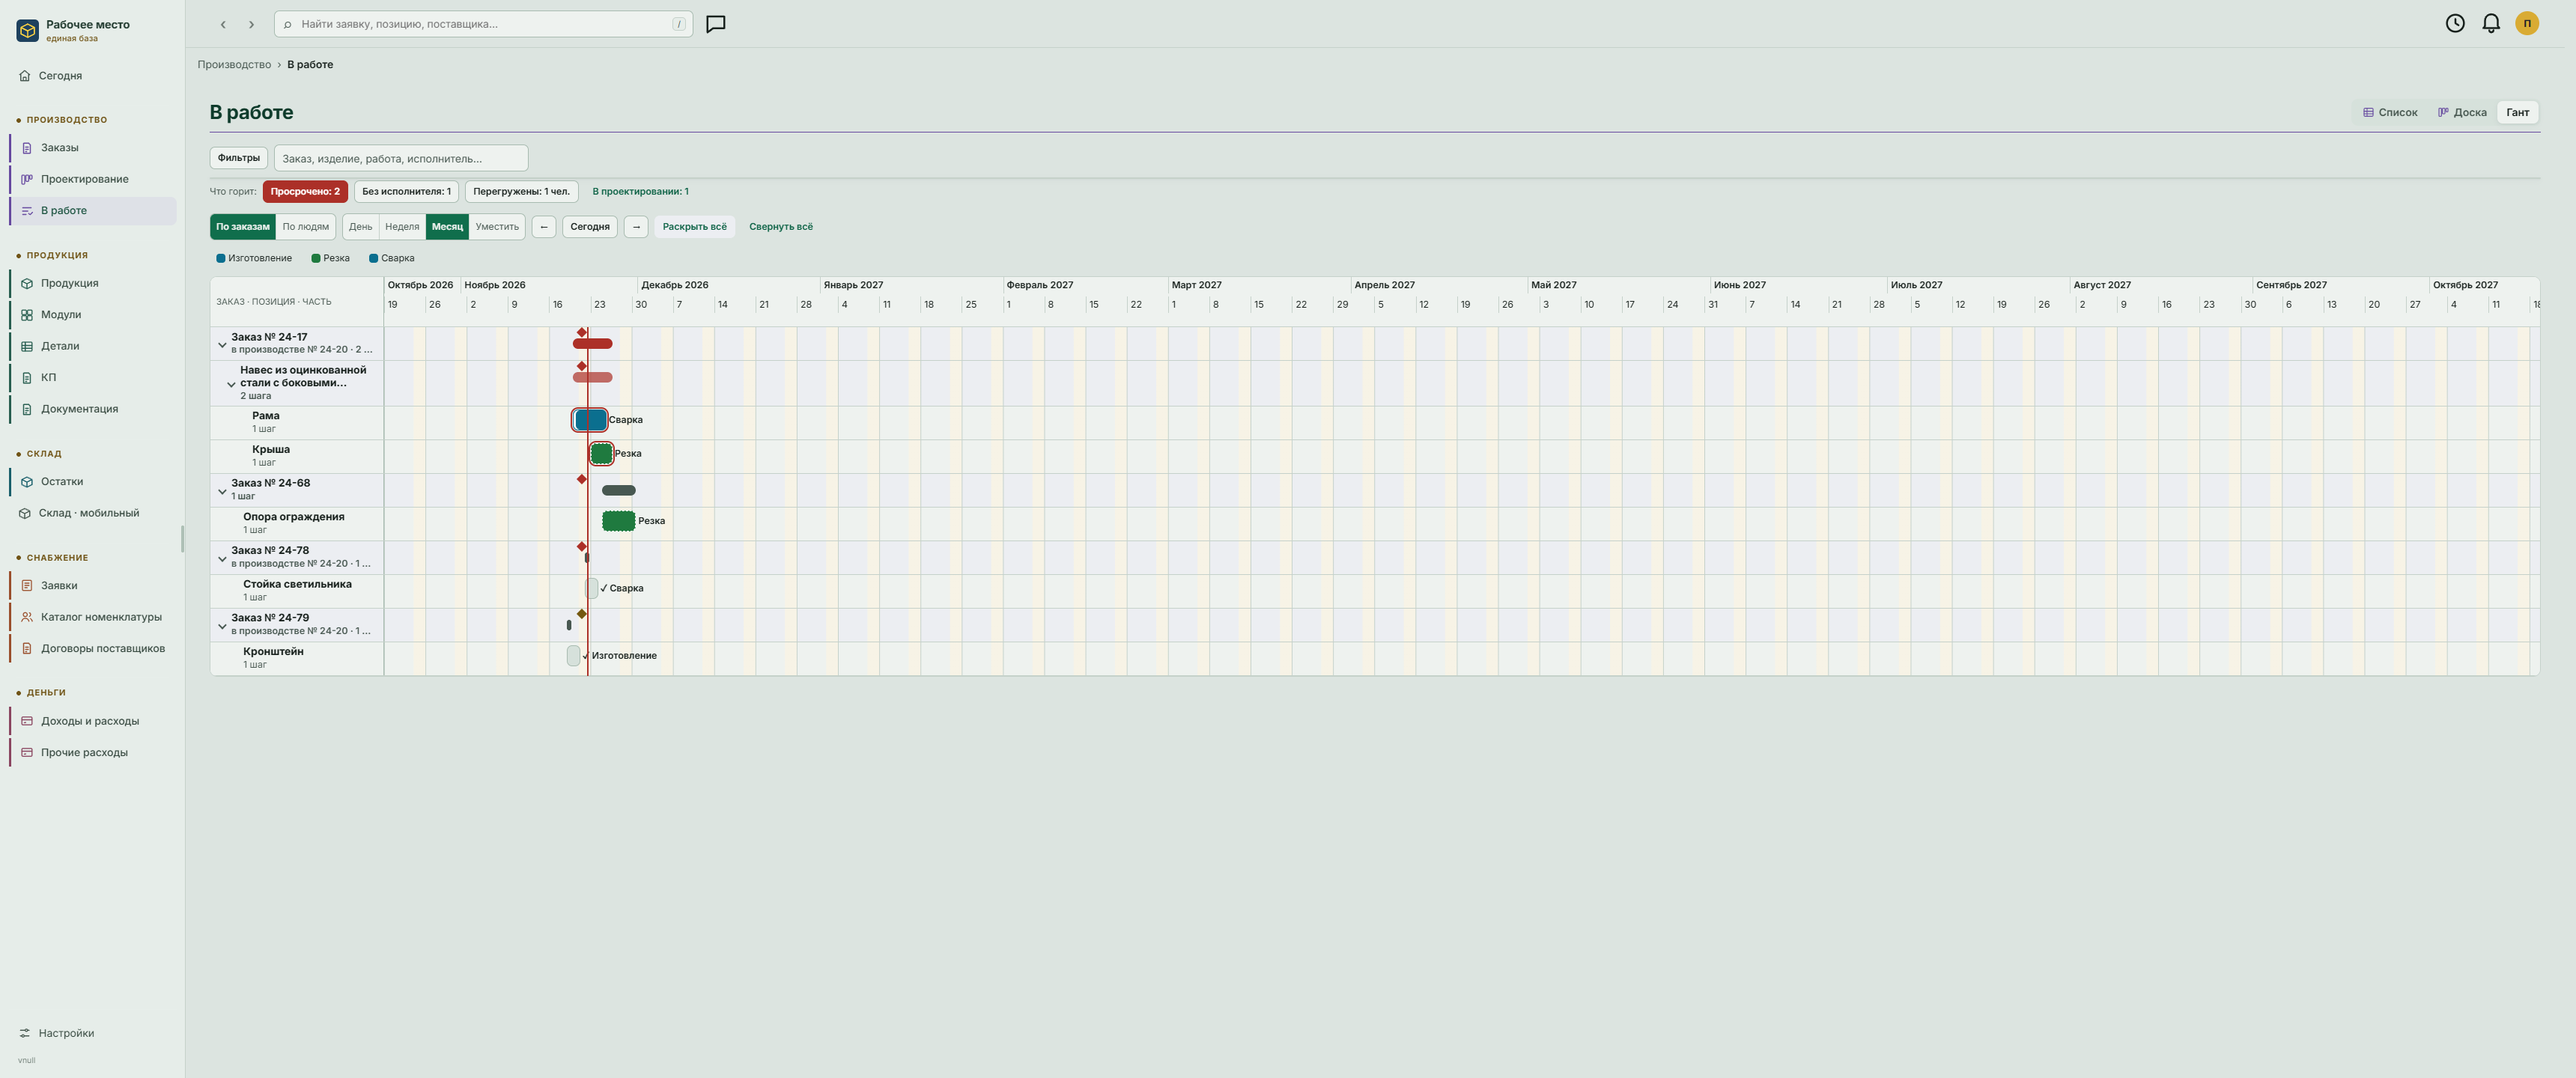 Рабочее место
единая база
Сегодня
ПРОИЗВОДСТВО
Заказы
Проектирование
В работе
ПРОДУКЦИЯ
Продукция
Модули
Детали
КП
Документация
СКЛАД
Остатки
Склад · мобильный
СНАБЖЕНИЕ
Заявки
Каталог номенклатуры
Договоры поставщиков
ДЕНЬГИ
Доходы и расходы
Прочие расходы
Настройки
vnull
Найти заявку, позицию, поставщика... /
П
Производство › В работе
В работе
Список Доска Гант
Фильтры Заказ, изделие, работа, исполнитель...
Что горит: Просрочено: 2 Без исполнителя: 1 Перегружены: 1 чел. В проектировании: 1
По заказам По людям День Неделя Месяц Уместить ← Сегодня → Раскрыть всё Свернуть всё
Изготовление Резка Сварка
ЗАКАЗ · ПОЗИЦИЯ · ЧАСТЬ
Октябрь 2026 Ноябрь 2026 Декабрь 2026 Январь 2027 Февраль 2027 Март 2027 Апрель 2027 Май 2027 Июнь 2027 Июль 2027 Август 2027 Сентябрь 2027 Октябрь 2027
19 26 2 9 16 23 30 7 14 21 28 4 11 18 25 1 8 15 22 1 8 15 22 29 5 12 19 26 3 10 17 24 31 7 14 21 28 5 12 19 26 2 9 16 23 30 6 13 20 27 4 11 18
Заказ № 24-17
в производстве № 24-20 · 2 ...
Навес из оцинкованной
стали с боковыми...
2 шага
Рама
1 шаг
Сварка
Крыша
1 шаг
Резка
Заказ № 24-68
1 шаг
Опора ограждения
1 шаг
Резка
Заказ № 24-78
в производстве № 24-20 · 1 ...
Стойка светильника
1 шаг
✓ Сварка
Заказ № 24-79
в производстве № 24-20 · 1 ...
Кронштейн
1 шаг
✓ Изготовление